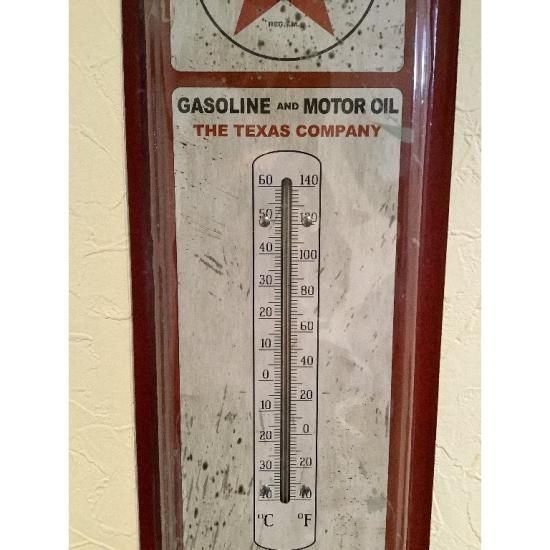 REG. T.M.
GASOLINE AND MOTOR OIL
THE TEXAS COMPANY
60 140
50 120
40 100
30 80
20 60
10 40
0 20
10 0
20 20
30 40
40
°C °F